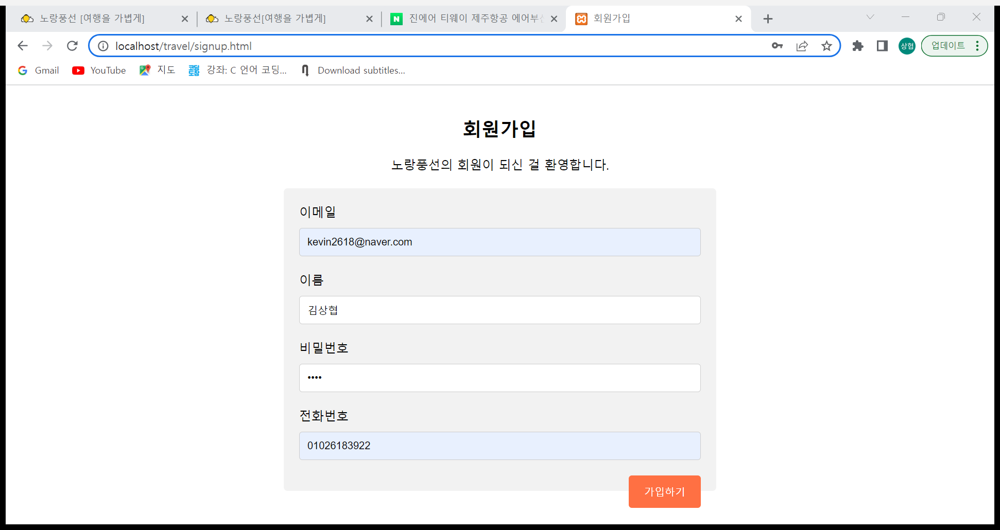 노랑풍선 [여행을 가볍게]
노랑풍선[여행을 가볍게]
진에어 티웨이 제주항공 에어부산
회원가입
localhost/travel/signup.html
상협
업데이트
Gmail
YouTube
지도
코딩도장
강좌: C 언어 코딩...
Download subtitles...
회원가입
노랑풍선의 회원이 되신 걸 환영합니다.
이메일
kevin2618@naver.com
이름
김상협
비밀번호
••••
전화번호
01026183922
가입하기